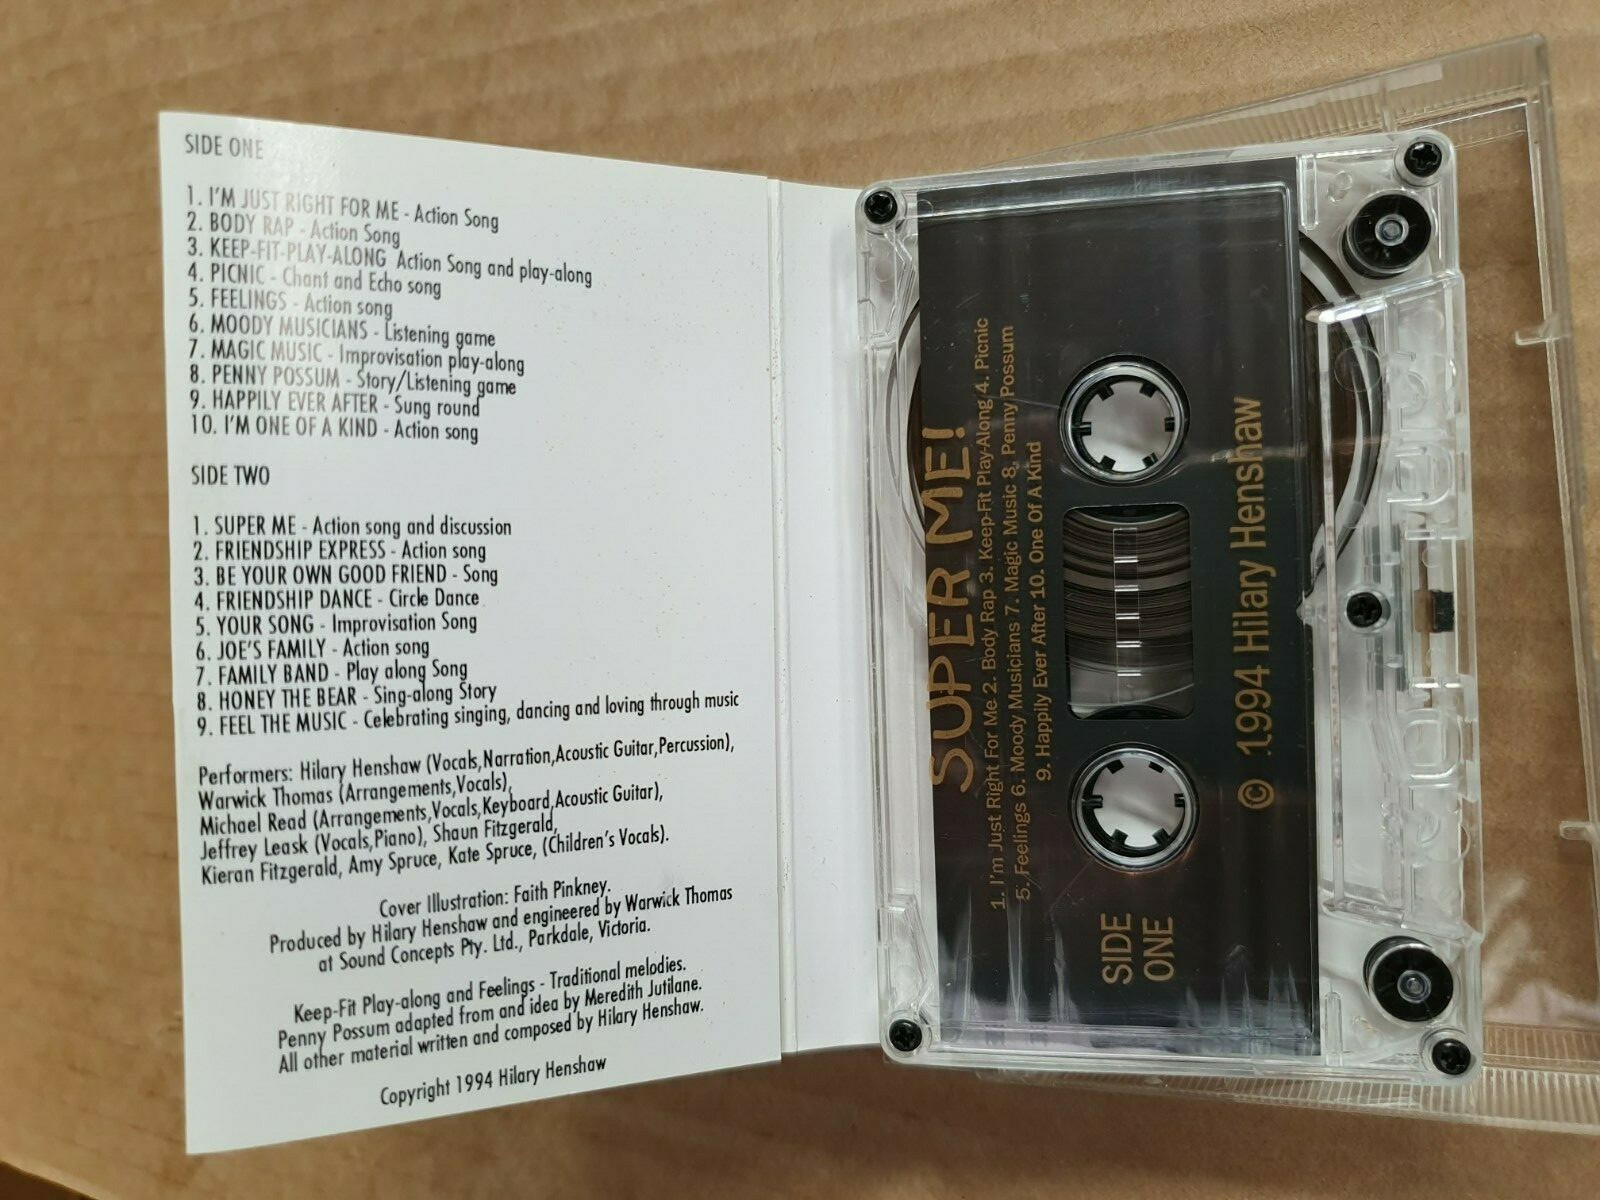 SIDE ONE
1. I'M JUST RIGHT FOR ME - Action Song
2. BODY RAP - Action Song
3. KEEP-FIT-PLAY-ALONG Action Song and play-along
4. PICNIC - Chant and Echo song
5. FEELINGS - Action song
6. MOODY MUSICIANS - Listening game
7. MAGIC MUSIC - Improvisation play-along
8. PENNY POSSUM - Story/Listening game
9. HAPPILY EVER AFTER - Sung round
10. I'M ONE OF A KIND - Action song
SIDE TWO
1. SUPER ME - Action song and discussion
2. FRIENDSHIP EXPRESS - Action song
3. BE YOUR OWN GOOD FRIEND - Song
4. FRIENDSHIP DANCE - Circle Dance
5. YOUR SONG - Improvisation Song
6. JOE'S FAMILY - Action song
7. FAMILY BAND - Play along Song
8. HONEY THE BEAR - Sing-along Story
9. FEEL THE MUSIC - Celebrating singing, dancing and loving through music
Performers: Hilary Henshaw (Vocals,Narration,Acoustic Guitar,Percussion),
Warwick Thomas (Arrangements,Vocals),
Michael Read (Arrangements,Vocals,Keyboard,Acoustic Guitar),
Jeffrey Leask (Vocals,Piano), Shaun Fitzgerald,
Kieran Fitzgerald, Amy Spruce, Kate Spruce, (Children's Vocals).
Cover Illustration: Faith Pinkney.
Produced by Hilary Henshaw and engineered by Warwick Thomas
at Sound Concepts Pty. Ltd., Parkdale, Victoria.
Keep-Fit Play-along and Feelings - Traditional melodies.
Penny Possum adapted from and idea by Meredith Jutilane.
All other material written and composed by Hilary Henshaw.
Copyright 1994 Hilary Henshaw
SUPER ME!
1. I'm Just Right For Me 2. Body Rap 3. Keep-Fit Play-Along 4. Picnic
5. Feelings 6. Moody Musicians 7. Magic Music 8. Penny Possum
9. Happily Ever After 10. One Of A Kind
SIDE
ONE
© 1994 Hilary Henshaw